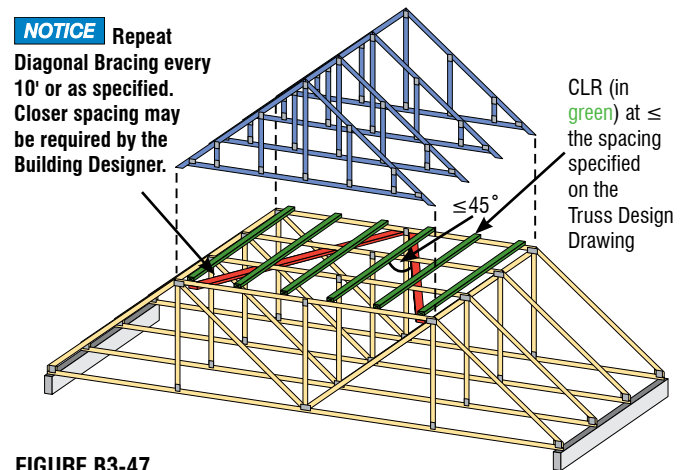 NOTICE Repeat
Diagonal Bracing every
10' or as specified.
Closer spacing may
be required by the
Building Designer.
CLR (in
green) at ≤
the spacing
specified
on the
Truss Design
Drawing
≤45°
FIGURE B3-47